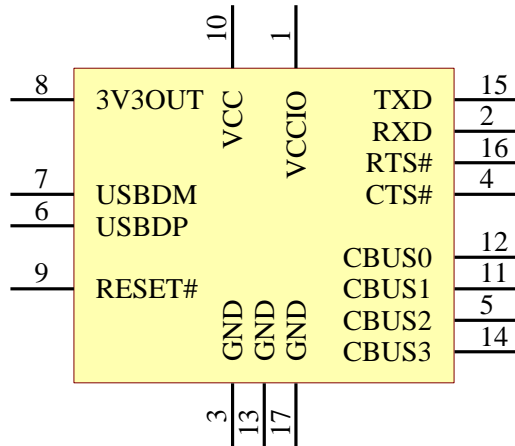 10 1
8 3V3OUT VCC VCCIO TXD 15
RXD 2
RTS# 16
7 USBDM CTS# 4
6 USBDP
CBUS0 12
9 RESET# CBUS1 11
GND GND GND CBUS2 5
CBUS3 14
3 13 17